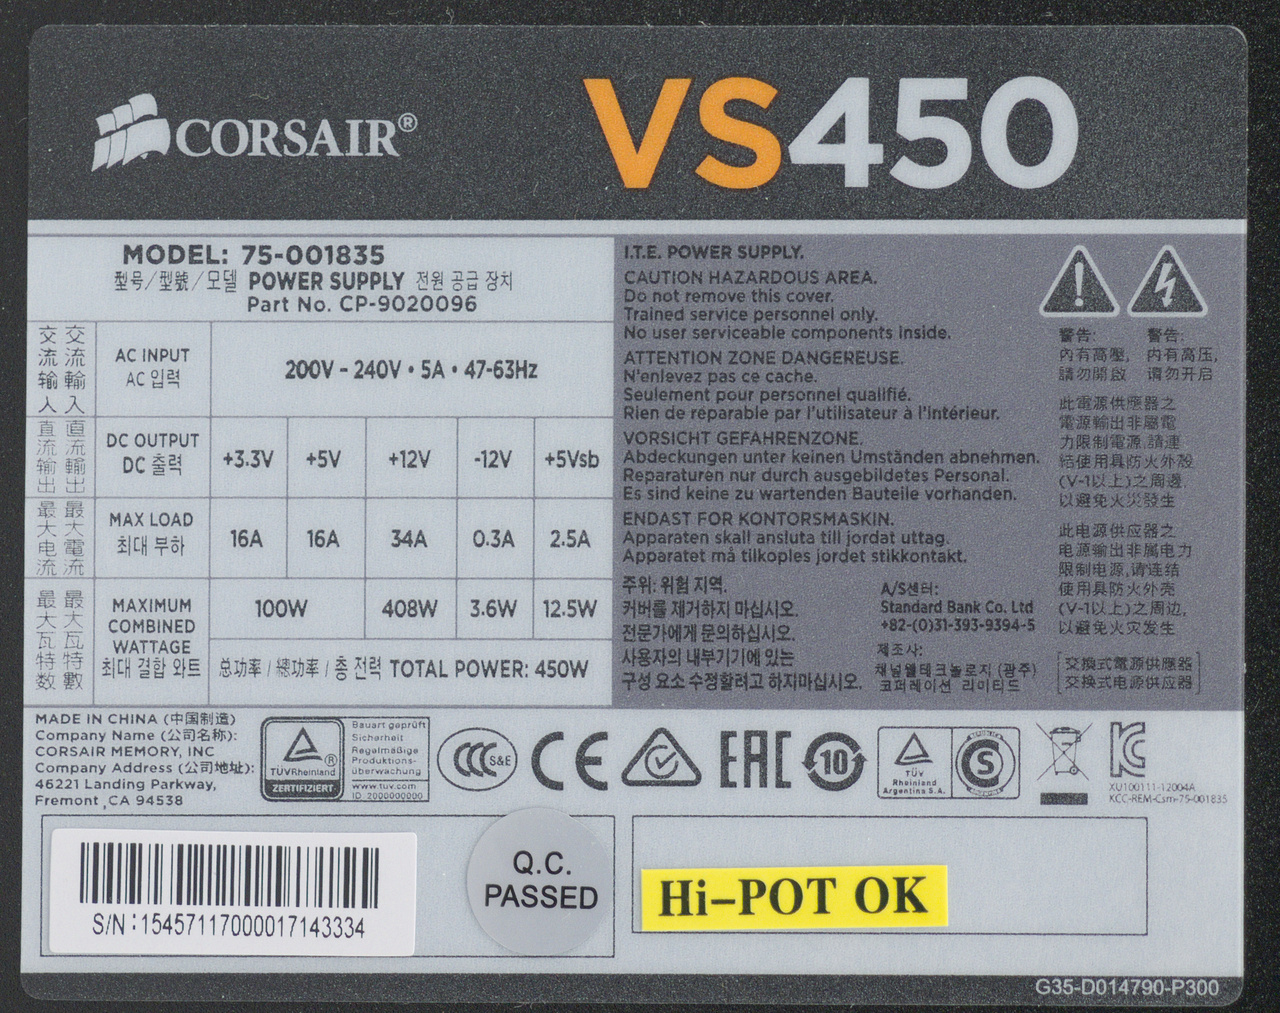 CORSAIR®
VS450
MODEL: 75-001835
型号/型號/모델 POWER SUPPLY 전원 공급 장치
Part No. CP-9020096
交流输入
交流輸入
AC INPUT
AC 입력
200V - 240V • 5A • 47-63Hz
直流输出
直流輸出
DC OUTPUT
DC 출력
+3.3V +5V +12V -12V +5Vsb
最大电流
最大電流
MAX LOAD
최대 부하
16A 16A 34A 0.3A 2.5A
最大瓦特数
最大瓦特數
MAXIMUM
COMBINED
WATTAGE
최대 결합 와트
100W 408W 3.6W 12.5W
总功率 / 總功率 / 총 전력 TOTAL POWER: 450W
I.T.E. POWER SUPPLY.
CAUTION HAZARDOUS AREA.
Do not remove this cover.
Trained service personnel only.
No user serviceable components inside.
ATTENTION ZONE DANGEREUSE.
N'enlevez pas ce cache.
Seulement pour personnel qualifié.
Rien de réparable par l'utilisateur à l'intérieur.
VORSICHT GEFAHRENZONE.
Abdeckungen unter keinen Umständen abnehmen.
Reparaturen nur durch ausgebildetes Personal.
Es sind keine zu wartenden Bauteile vorhanden.
ENDAST FOR KONTORSMASKIN.
Apparaten skall ansluta till jordat uttag.
Apparatet må tilkoples jordet stikkontakt.
주위: 위험 지역.
커버를 제거하지 마십시오.
전문가에게 문의하십시오.
사용자의 내부기기에 있는
구성 요소 수정할려고 하지마십시오.
A/S센터:
Standard Bank Co. Ltd
+82-(0)31-393-9394-5
제조사:
채널웰테크놀로지 (광주)
코퍼레이션 리미티드
警告:
內有高壓,
請勿開啟
警告:
内有高压,
请勿开启
此電源供應器之
電源輸出非屬電
力限制電源,請連
結使用具防火外殼
(V-1以上)之周邊,
以避免火災發生
此电源供应器之
电源输出非属电力
限制电源,请连结
使用具防火外壳
(V-1以上)之周边,
以避免火灾发生
交換式電源供應器
交换式电源供应器
MADE IN CHINA (中国制造)
Company Name (公司名称):
CORSAIR MEMORY, INC
Company Address (公司地址):
46221 Landing Parkway,
Fremont ,CA 94538
TÜVRheinland
®
ZERTIFIZIERT
Bauart geprüft
Sicherheit
Regelmäßige
Produktions-
überwachung
www.tuv.com
ID 2000000000
CCC S&E
CE
EAC
10
TÜV
Rheinland
Argentina S.A.
S
XU100111-12004A
KCC-REM-Csm-75-001835
S/N:15457117000017143334
Q.C.
PASSED
Hi-POT OK
G35-D014790-P300